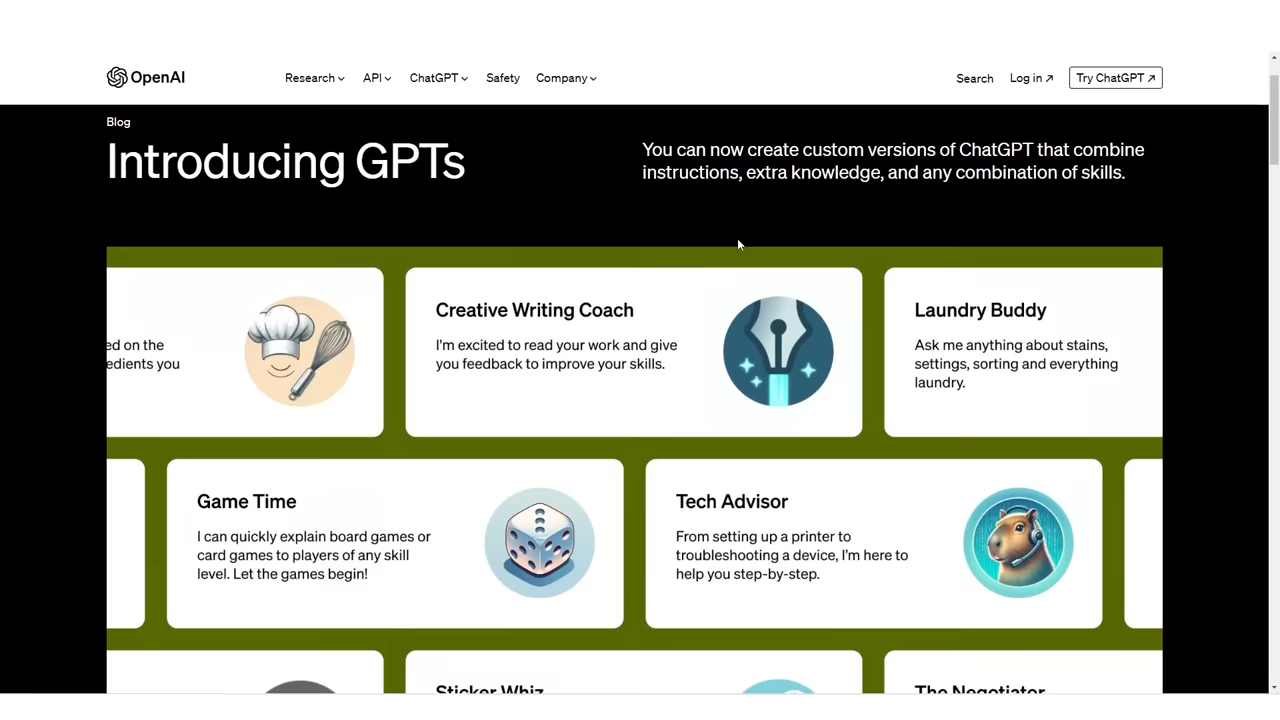 OpenAI
Research
API
ChatGPT
Safety
Company
Search
Log in ↗
Try ChatGPT ↗
Blog
Introducing GPTs
You can now create custom versions of ChatGPT that combine
instructions, extra knowledge, and any combination of skills.
ed on the
edients you
Creative Writing Coach
I'm excited to read your work and give
you feedback to improve your skills.
Laundry Buddy
Ask me anything about stains,
settings, sorting and everything
laundry.
Game Time
I can quickly explain board games or
card games to players of any skill
level. Let the games begin!
Tech Advisor
From setting up a printer to
troubleshooting a device, I'm here to
help you step-by-step.
Sticker Whiz
The Negotiator